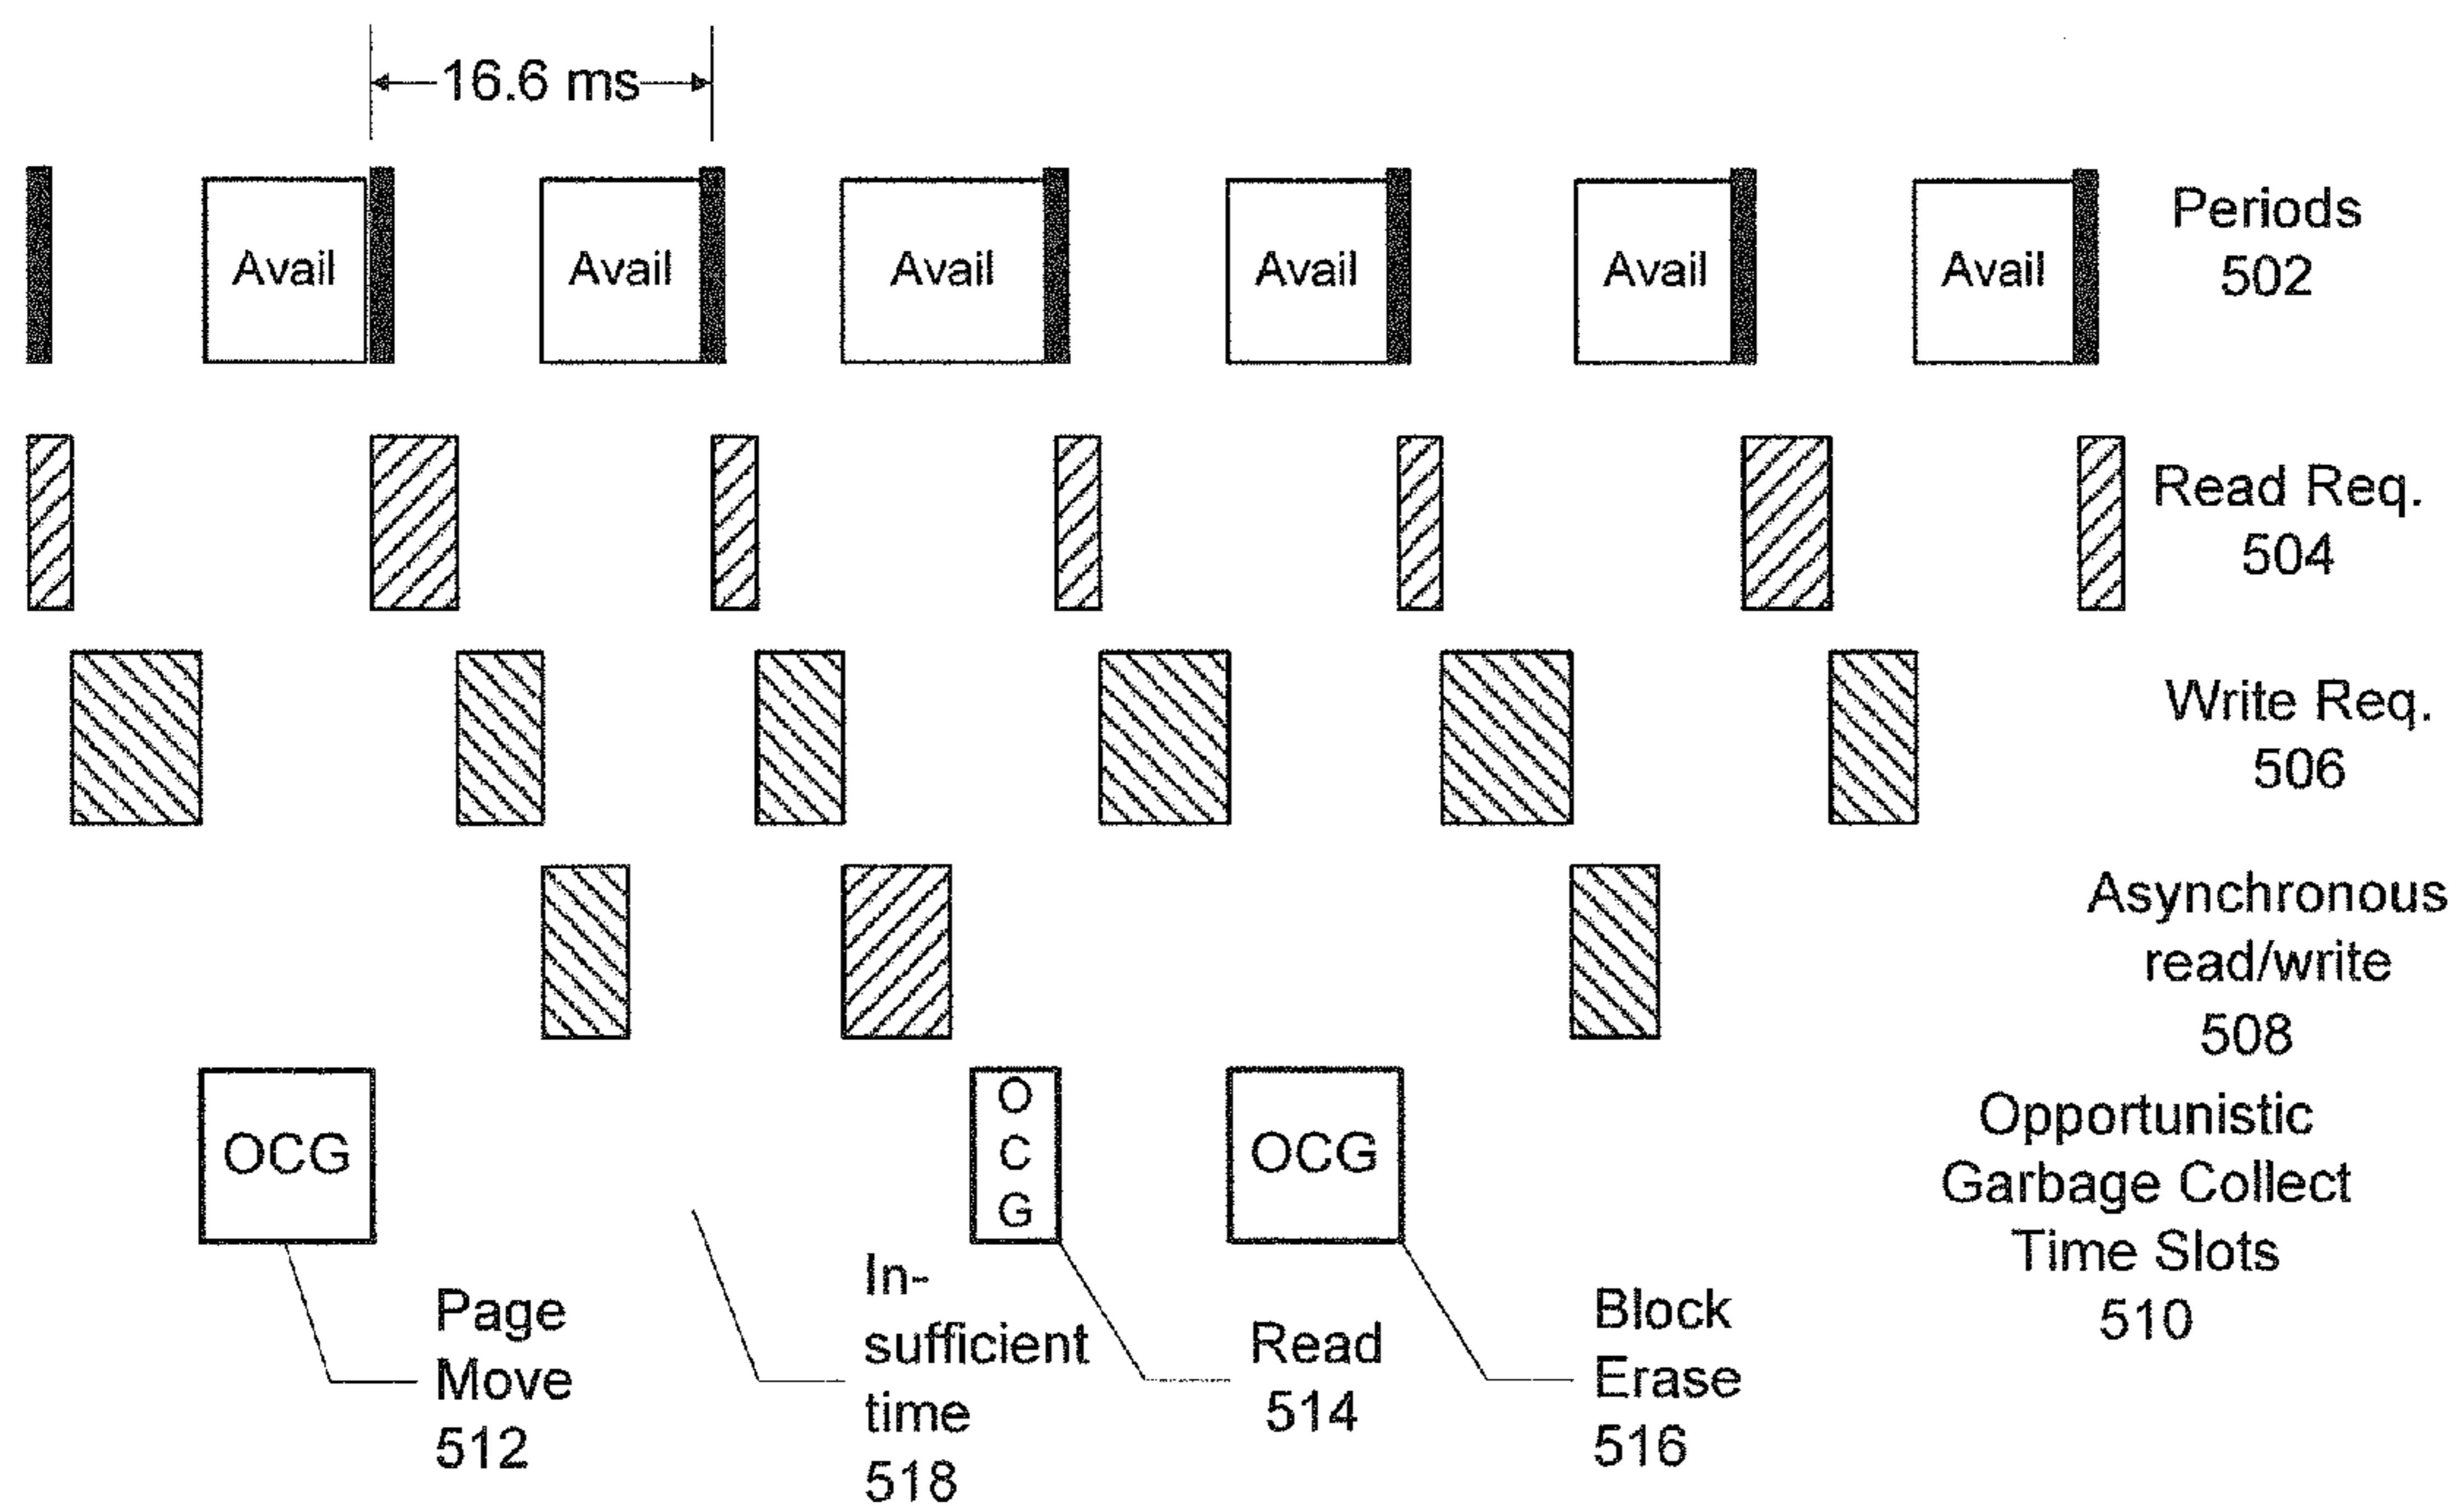 16.6 ms
Avail
Avail
Avail
Avail
Avail
Avail
Periods
502
Read Req.
504
Write Req.
506
Asynchronous
read/write
508
OCG
O
C
G
OCG
Opportunistic
Garbage Collect
Time Slots
510
Page
Move
512
In-
sufficient
time
518
Read
514
Block
Erase
516